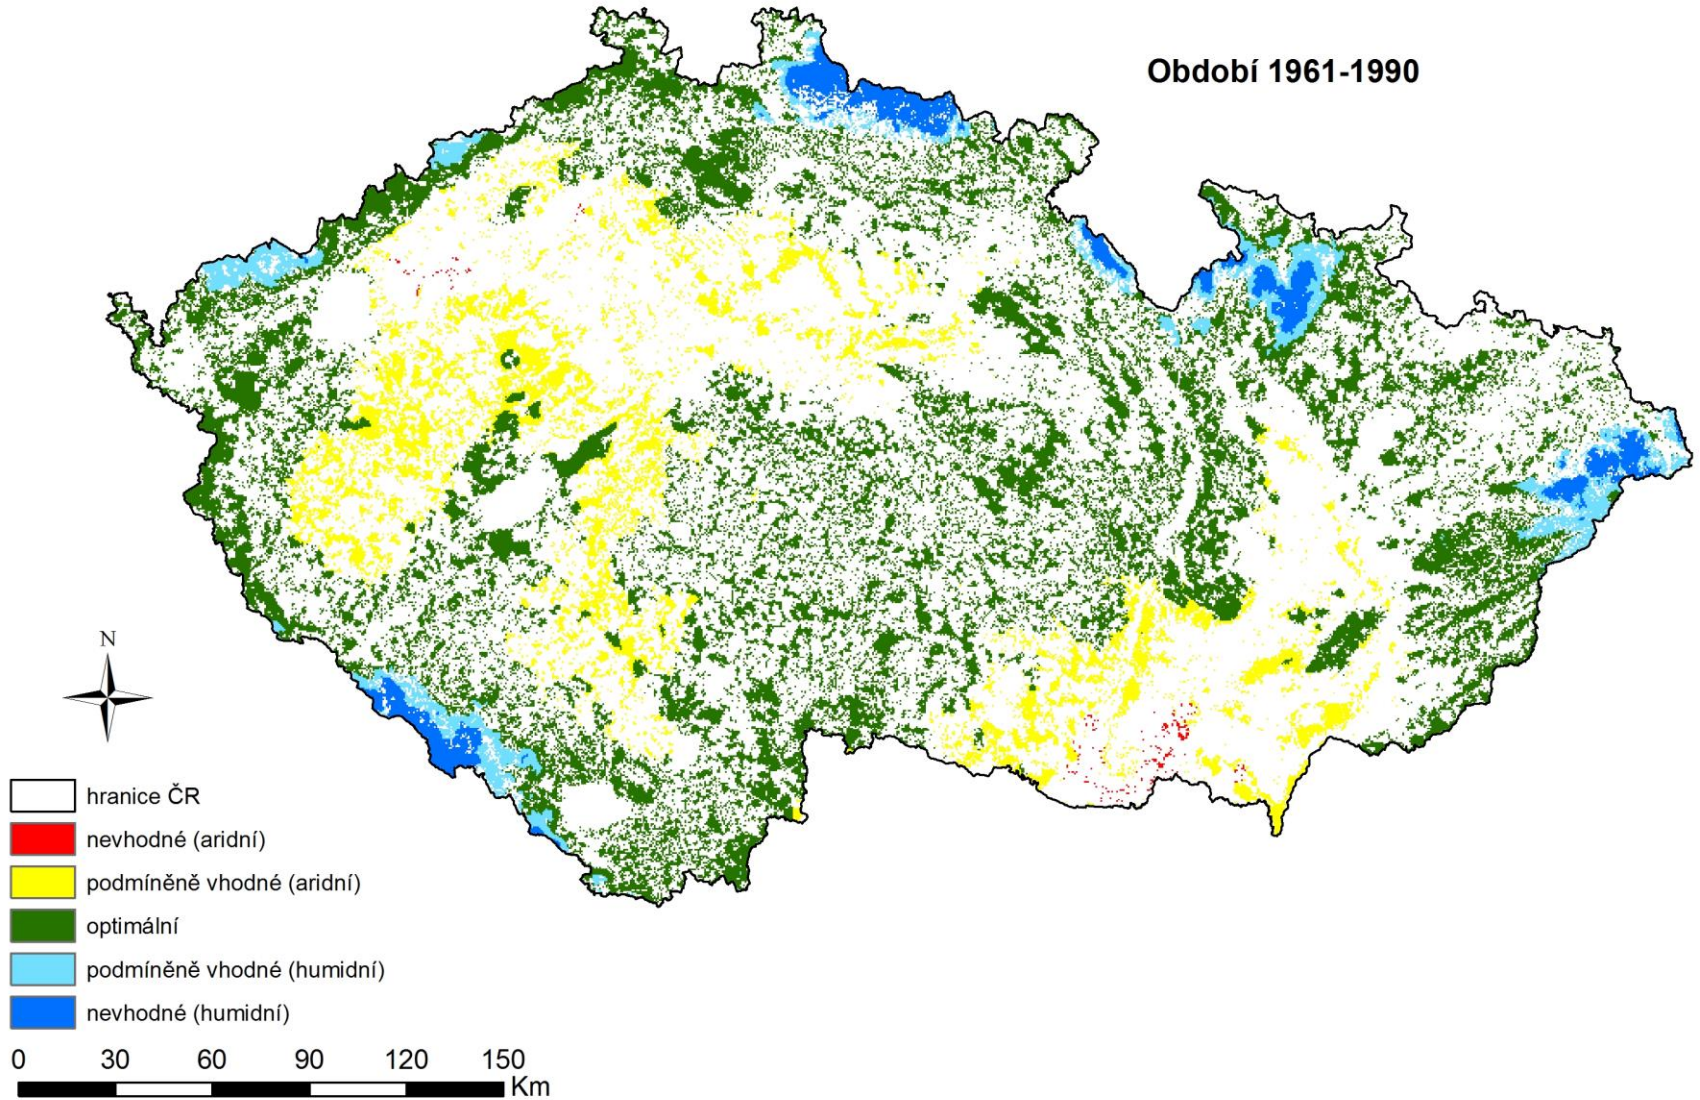 Období 1961-1990
N
hranice ČR
nevhodné (aridní)
podmíněně vhodné (aridní)
optimální
podmíněně vhodné (humidní)
nevhodné (humidní)
0 30 60 90 120 150
Km